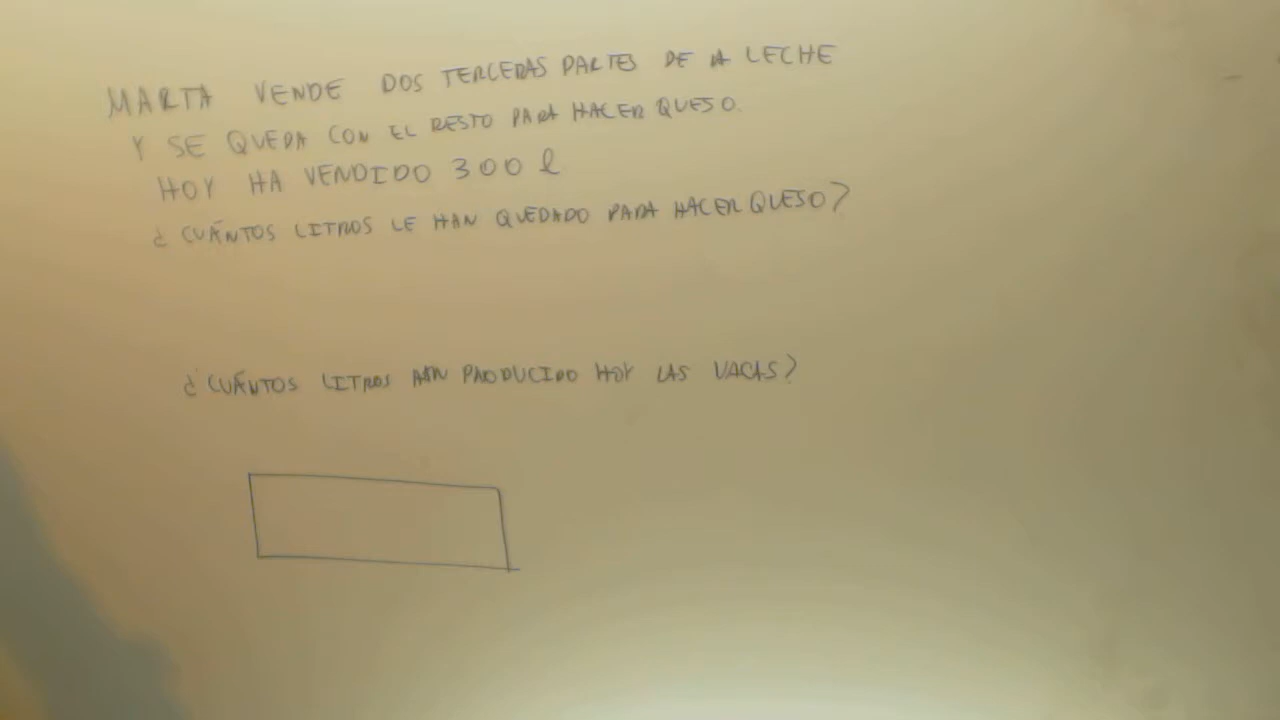 MARTA VENDE DOS TERCERAS PARTES DE LA LECHE
Y SE QUEDA CON EL RESTO PARA HACER QUESO.
HOY HA VENDIDO 300 l
¿CUÁNTOS LITROS LE HAN QUEDADO PARA HACER QUESO?
¿CUÁNTOS LITROS HAN PRODUCIDO HOY LAS VACAS?